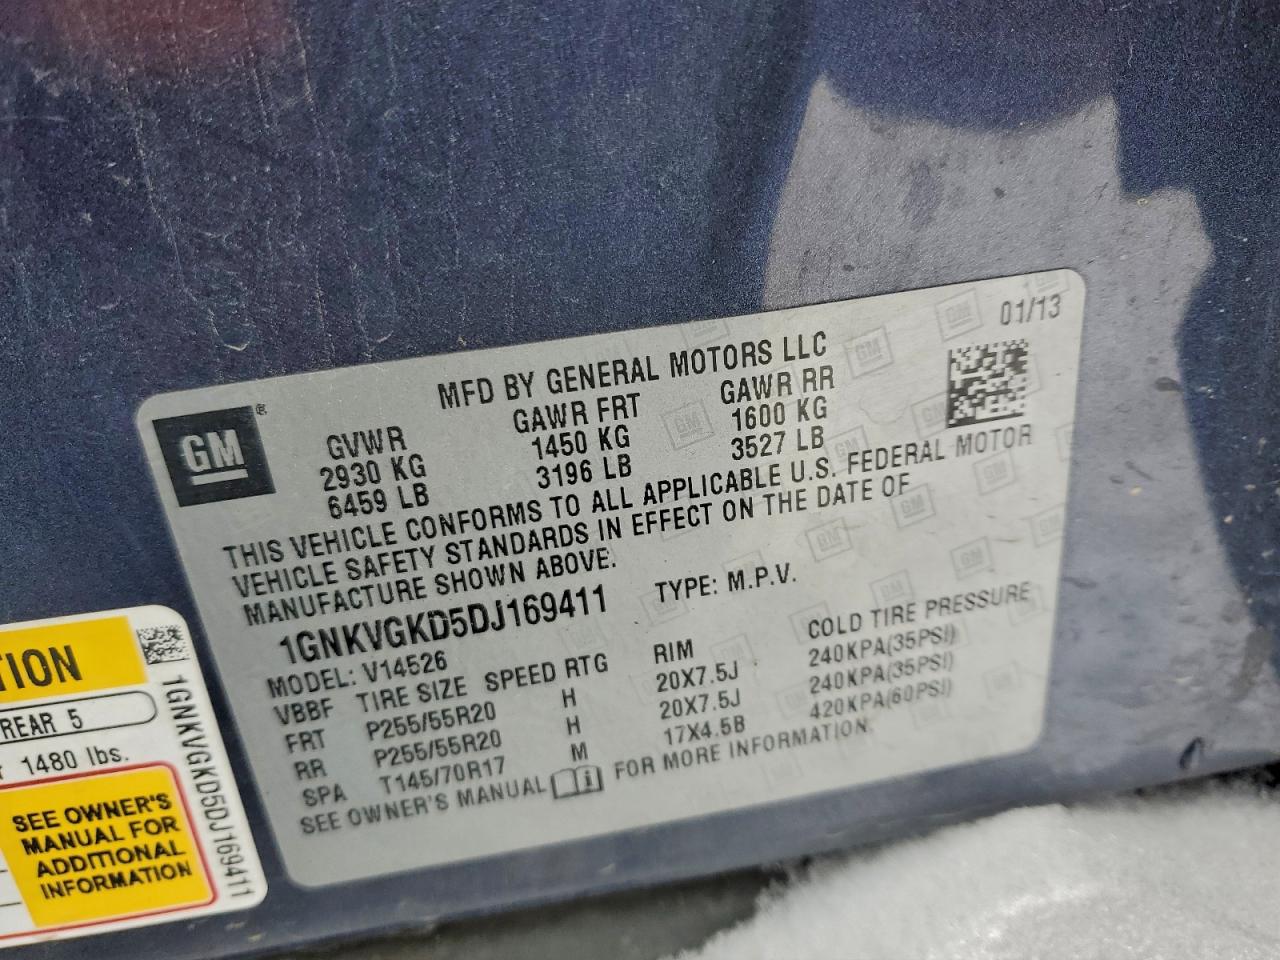 01/13
MFD BY GENERAL MOTORS LLC
GM ®
GVWR GAWR FRT GAWR RR
2930 KG 1450 KG 1600 KG
6459 LB 3196 LB 3527 LB
THIS VEHICLE CONFORMS TO ALL APPLICABLE U.S. FEDERAL MOTOR
VEHICLE SAFETY STANDARDS IN EFFECT ON THE DATE OF
MANUFACTURE SHOWN ABOVE.
1GNKVGKD5DJ169411 TYPE: M.P.V.
MODEL: V14526
VBBF TIRE SIZE SPEED RTG RIM COLD TIRE PRESSURE
FRT P255/55R20 H 20X7.5J 240KPA(35PSI)
RR P255/55R20 H 20X7.5J 240KPA(35PSI)
SPA T145/70R17 M 17X4.5B 420KPA(60PSI)
SEE OWNER'S MANUAL FOR MORE INFORMATION.
REAR 5
1480 lbs.
SEE OWNER'S
MANUAL FOR
ADDITIONAL
INFORMATION
1GNKVGKD5DJ169411